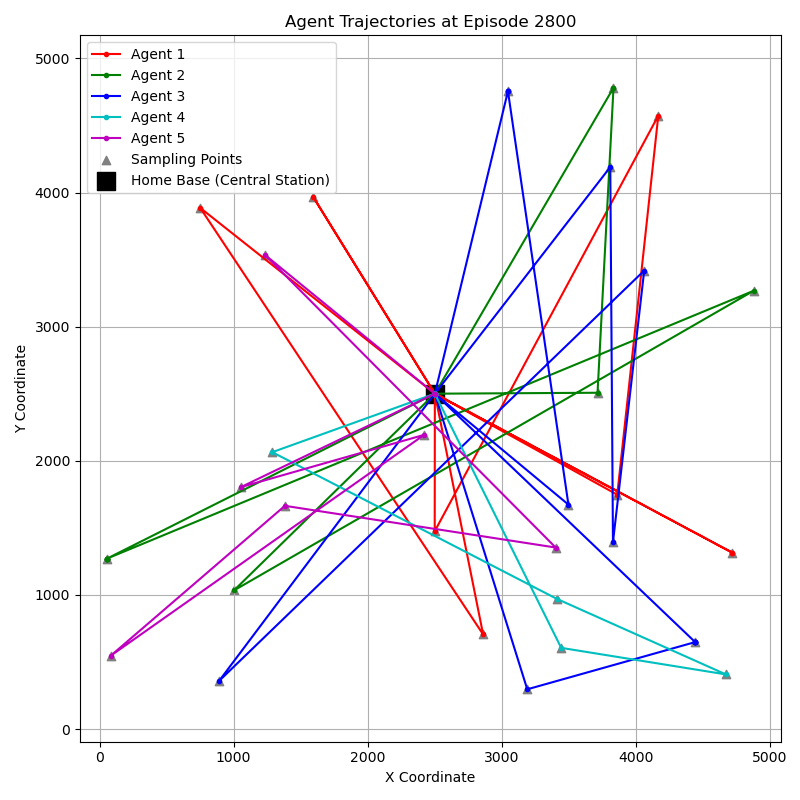 Agent Trajectories at Episode 2800
Agent 1
Agent 2
Agent 3
Agent 4
Agent 5
Sampling Points
Home Base (Central Station)
5000
4000
3000
2000
1000
0
Y Coordinate
0 1000 2000 3000 4000 5000
X Coordinate